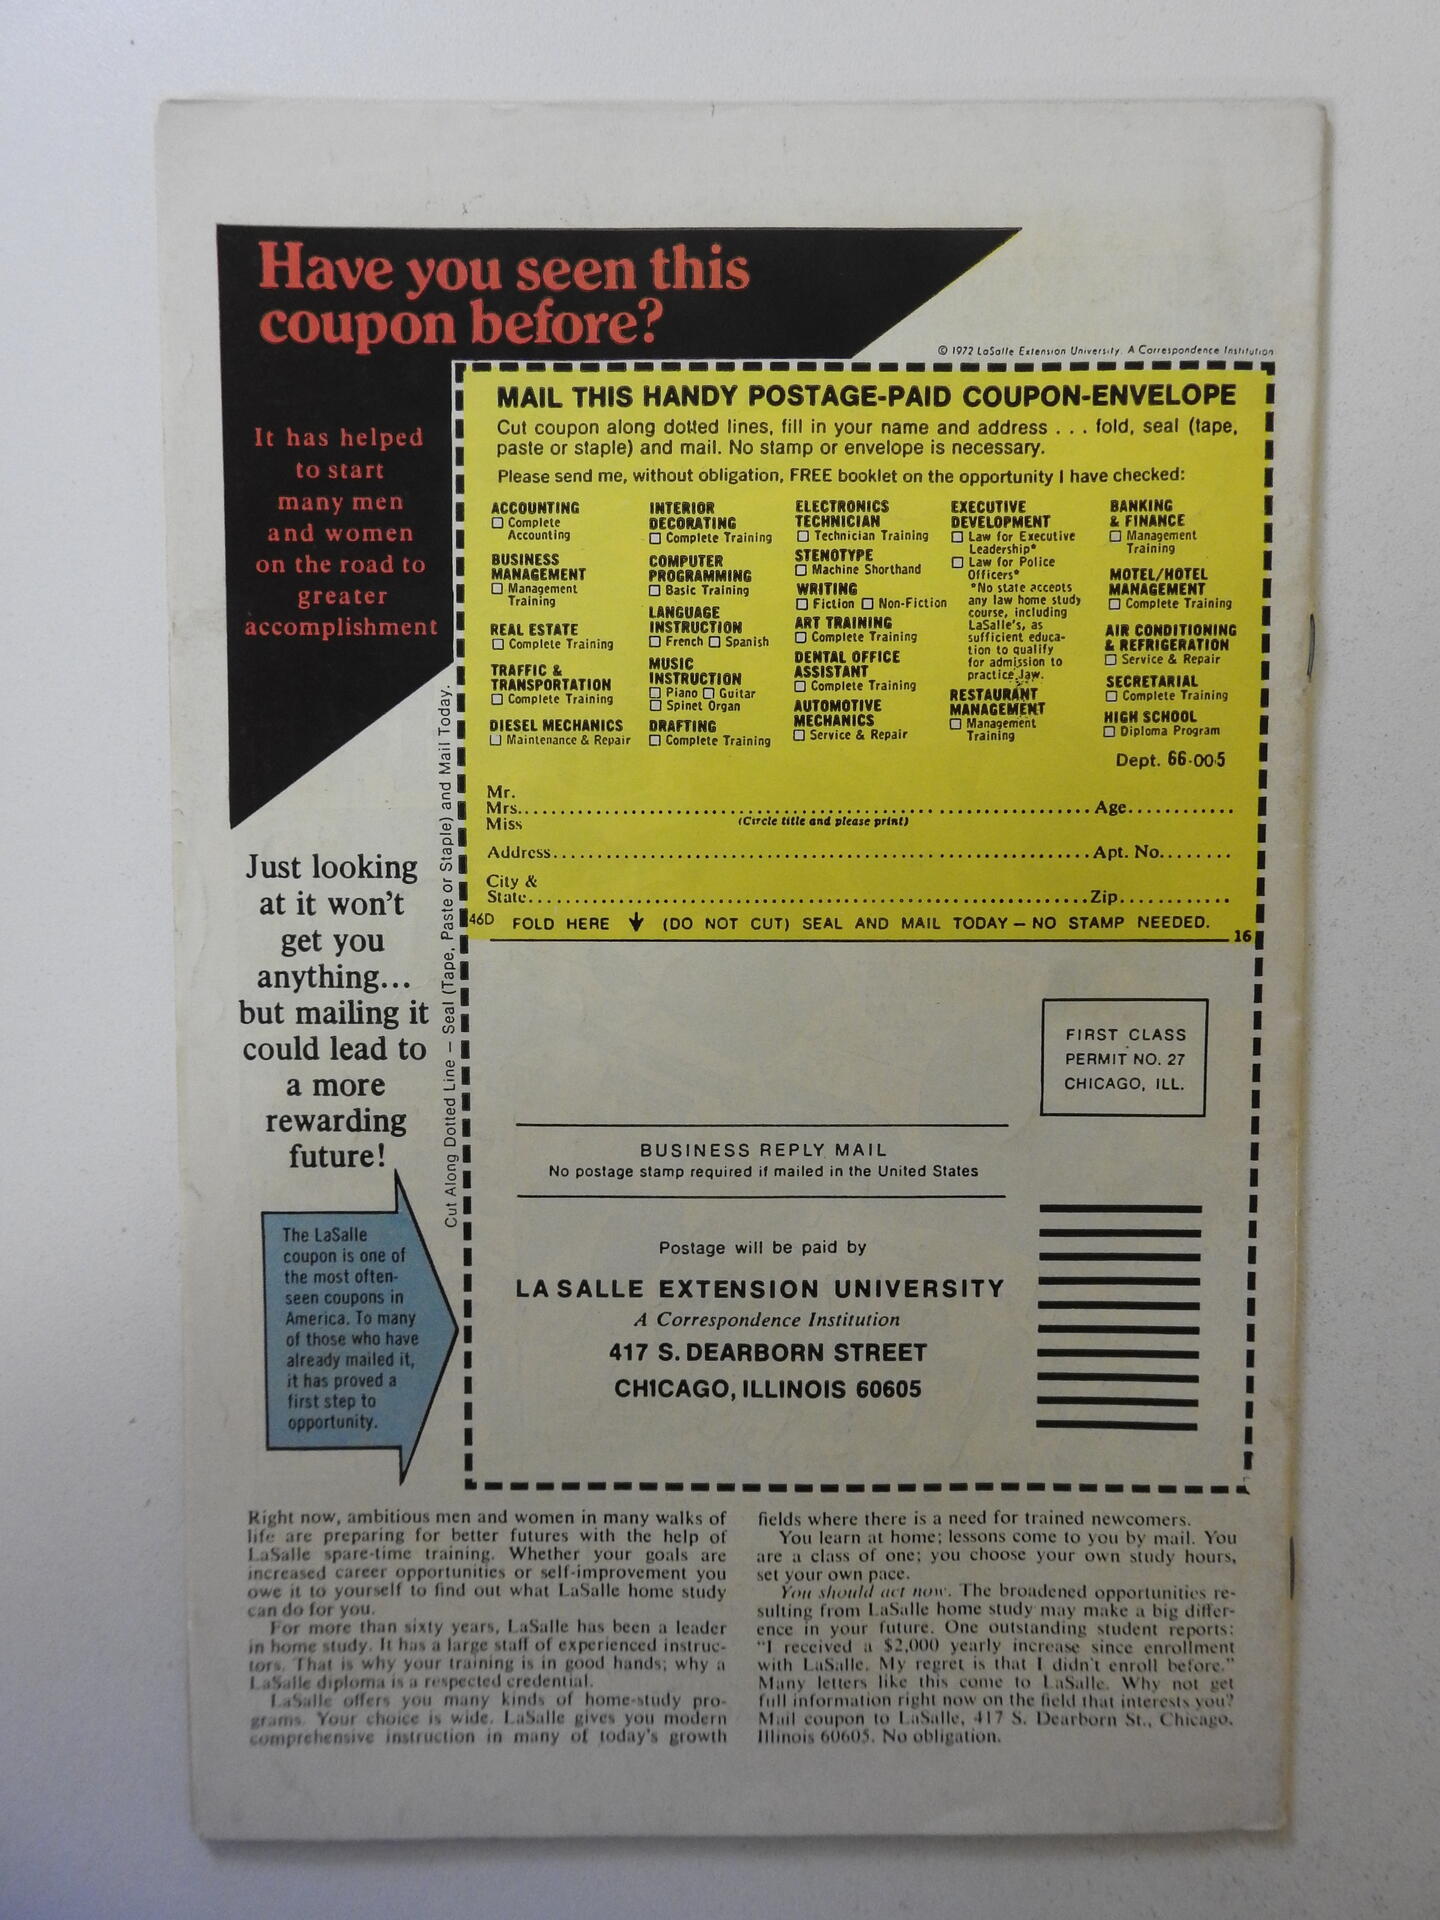 Have you seen this
coupon before?
© 1972 LaSalle Extension University. A Correspondence Institution
It has helped
to start
many men
and women
on the road to
greater
accomplishment
Just looking
at it won't
get you
anything...
but mailing it
could lead to
a more
rewarding
future!
The LaSalle
coupon is one of
the most often-
seen coupons in
America. To many
of those who have
already mailed it,
it has proved a
first step to
opportunity.
Cut Along Dotted Line – Seal (Tape, Paste or Staple) and Mail Today.
MAIL THIS HANDY POSTAGE-PAID COUPON-ENVELOPE
Cut coupon along dotted lines, fill in your name and address . . . fold, seal (tape,
paste or staple) and mail. No stamp or envelope is necessary.
Please send me, without obligation, FREE booklet on the opportunity I have checked:
ACCOUNTING
☐ Complete
Accounting
BUSINESS
MANAGEMENT
☐ Management
Training
REAL ESTATE
☐ Complete Training
TRAFFIC &
TRANSPORTATION
☐ Complete Training
DIESEL MECHANICS
☐ Maintenance & Repair
INTERIOR
DECORATING
☐ Complete Training
COMPUTER
PROGRAMMING
☐ Basic Training
LANGUAGE
INSTRUCTION
☐ French ☐ Spanish
MUSIC
INSTRUCTION
☐ Piano ☐ Guitar
☐ Spinet Organ
DRAFTING
☐ Complete Training
ELECTRONICS
TECHNICIAN
☐ Technician Training
STENOTYPE
☐ Machine Shorthand
WRITING
☐ Fiction ☐ Non-Fiction
ART TRAINING
☐ Complete Training
DENTAL OFFICE
ASSISTANT
☐ Complete Training
AUTOMOTIVE
MECHANICS
☐ Service & Repair
EXECUTIVE
DEVELOPMENT
☐ Law for Executive
Leadership*
☐ Law for Police
Officers*
*No state accepts
any law home study
course, including
LaSalle's, as
sufficient educa-
tion to qualify
for admission to
practice law.
RESTAURANT
MANAGEMENT
☐ Management
Training
BANKING
& FINANCE
☐ Management
Training
MOTEL/HOTEL
MANAGEMENT
☐ Complete Training
AIR CONDITIONING
& REFRIGERATION
☐ Service & Repair
SECRETARIAL
☐ Complete Training
HIGH SCHOOL
☐ Diploma Program
Dept. 66-005
Mr.
Mrs. Age
Miss (Circle title and please print)
Address Apt. No.
City &
State Zip
46D FOLD HERE ↓ (DO NOT CUT) SEAL AND MAIL TODAY – NO STAMP NEEDED.
16
FIRST CLASS
PERMIT NO. 27
CHICAGO, ILL.
BUSINESS REPLY MAIL
No postage stamp required if mailed in the United States
Postage will be paid by
LA SALLE EXTENSION UNIVERSITY
A Correspondence Institution
417 S. DEARBORN STREET
CHICAGO, ILLINOIS 60605
Right now, ambitious men and women in many walks of
life are preparing for better futures with the help of
LaSalle spare-time training. Whether your goals are
increased career opportunities or self-improvement you
owe it to yourself to find out what LaSalle home study
can do for you.
For more than sixty years, LaSalle has been a leader
in home study. It has a large staff of experienced instruc-
tors. That is why your training is in good hands; why a
LaSalle diploma is a respected credential.
LaSalle offers you many kinds of home-study pro-
grams. Your choice is wide. LaSalle gives you modern
comprehensive instruction in many of today's growth
fields where there is a need for trained newcomers.
You learn at home; lessons come to you by mail. You
are a class of one; you choose your own study hours,
set your own pace.
You should act now. The broadened opportunities re-
sulting from LaSalle home study may make a big differ-
ence in your future. One outstanding student reports:
"I received a $2,000 yearly increase since enrollment
with LaSalle. My regret is that I didn't enroll before."
Many letters like this come to LaSalle. Why not get
full information right now on the field that interests you?
Mail coupon to LaSalle, 417 S. Dearborn St., Chicago,
Illinois 60605. No obligation.